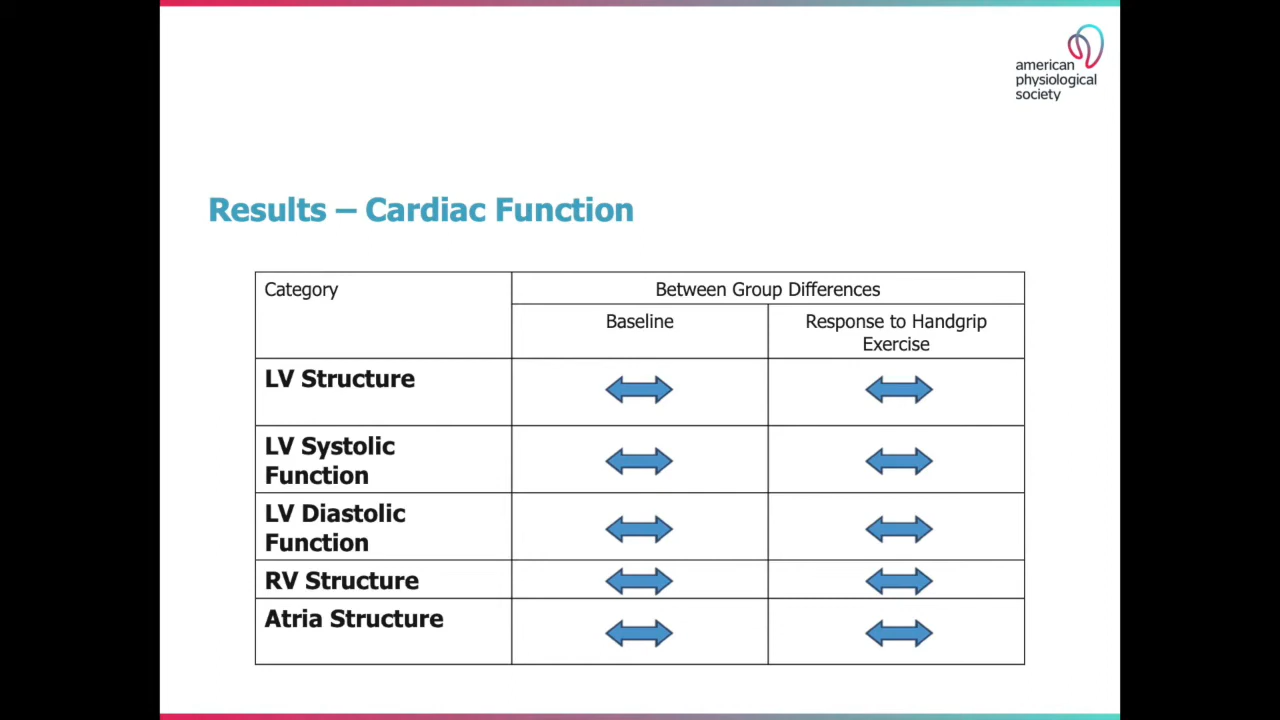 american
physiological
society
Results – Cardiac Function
Category
Between Group Differences
Baseline
Response to Handgrip
Exercise
LV Structure
LV Systolic
Function
LV Diastolic
Function
RV Structure
Atria Structure